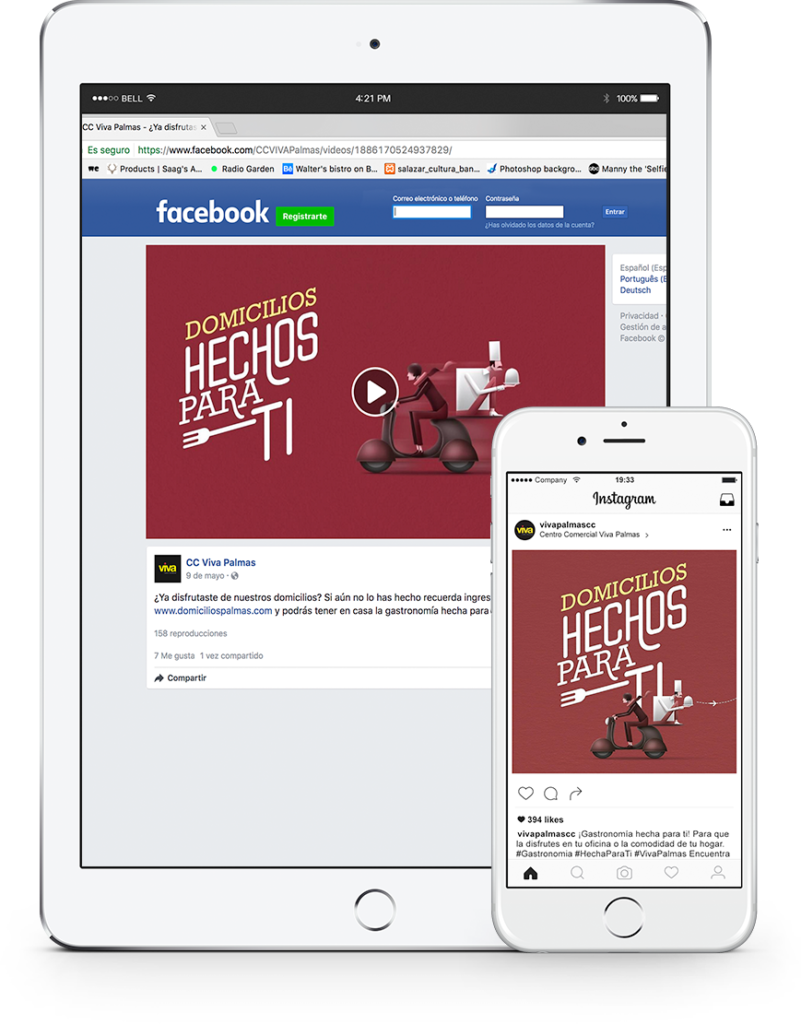 BELL
4:21 PM
100%
CC Viva Palmas - ¿Ya disfrutas ×
Es seguro https://www.facebook.com/CCVIVAPalmas/videos/1886170524937829/
we Products | Saag's A... Radio Garden Bē Walter's bistro on B... salazar_cultura_ban... Photoshop backgro... abc Manny the 'Selfie
facebook
Registrarte
Correo electrónico o teléfono
Contraseña
Entrar
¿Has olvidado los datos de la cuenta?
DOMICILIOS
HECHOS
PARA
TI
Español (Esp
Português (E
Deutsch
Privacidad ·
Gestión de a
Facebook ©
viva
CC Viva Palmas
9 de mayo ·
¿Ya disfrutaste de nuestros domicilios? Si aún no lo has hecho recuerda ingres
www.domiciliospalmas.com y podrás tener en casa la gastronomía hecha para
158 reproducciones
7 Me gusta 1 vez compartido
Compartir
Company
19:33
Instagram
viva
vivapalmascc
Centro Comercial Viva Palmas >
...
DOMICILIOS
HECHOS
PARA
TI
394 likes
vivapalmascc ¡Gastronomía hecha para ti! Para que
la disfrutes en tu oficina o la comodidad de tu hogar.
#Gastronomia #HechaParaTi #VivaPalmas Encuentra